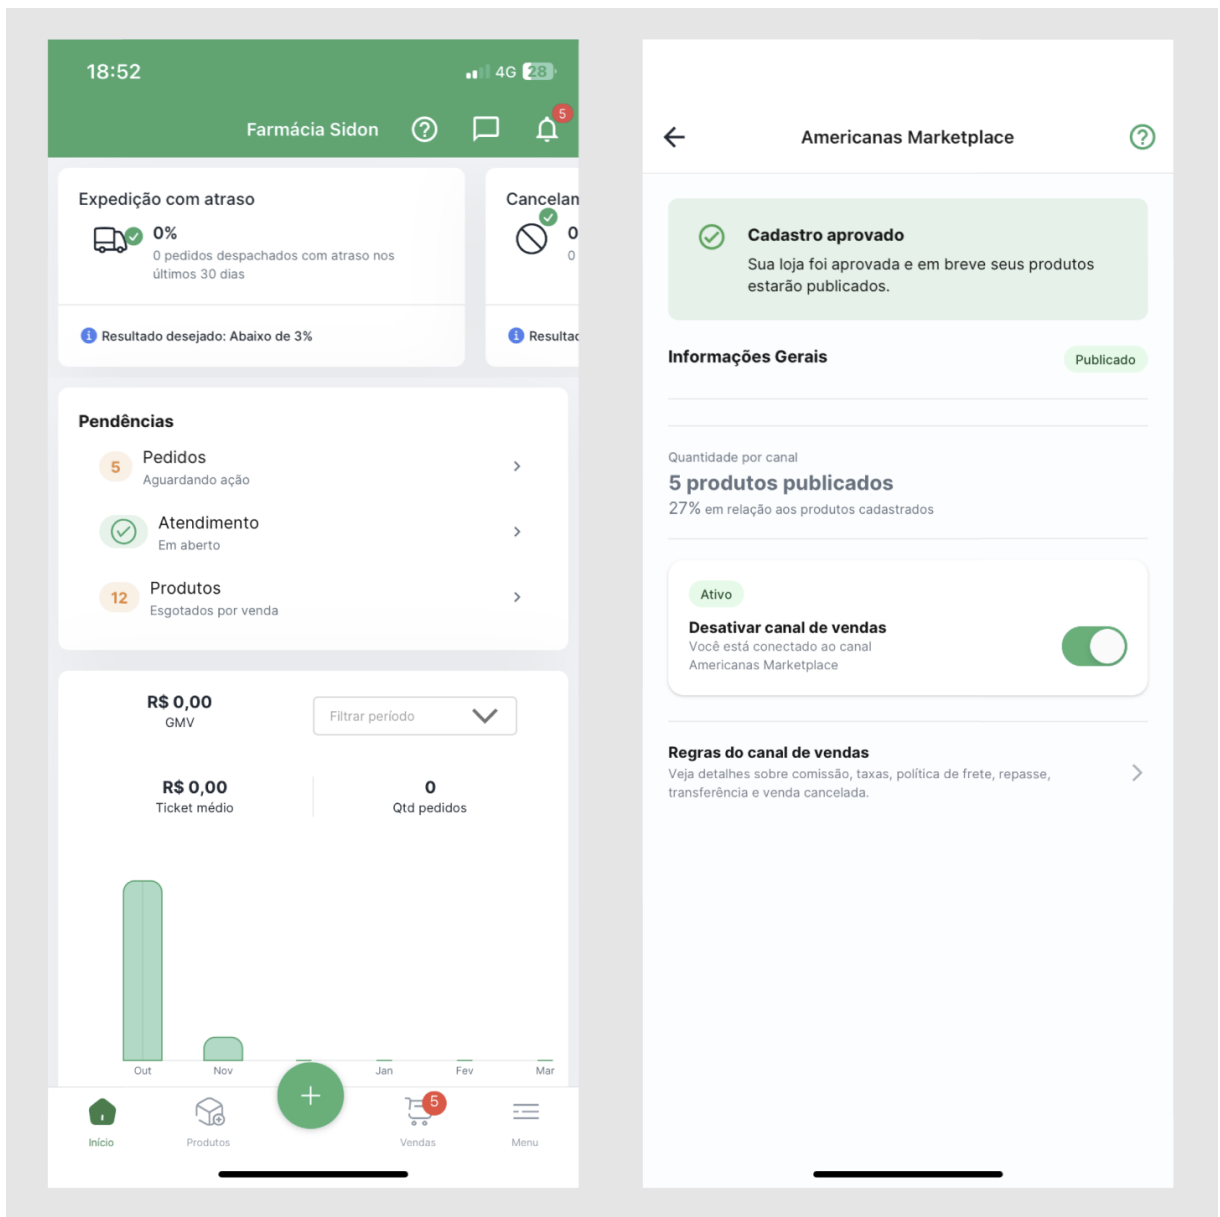 18:52
4G 28
Farmácia Sidon
5
Expedição com atraso
0%
0 pedidos despachados com atraso nos
últimos 30 dias
Resultado desejado: Abaixo de 3%
Cancelam
0
0
Resultad
Pendências
5
Pedidos
Aguardando ação
Atendimento
Em aberto
12
Produtos
Esgotados por venda
R$ 0,00
GMV
Filtrar período
R$ 0,00
Ticket médio
0
Qtd pedidos
Out Nov Jan Fev Mar
+
5
Início Produtos Vendas Menu
Americanas Marketplace
Cadastro aprovado
Sua loja foi aprovada e em breve seus produtos
estarão publicados.
Informações Gerais
Publicado
Quantidade por canal
5 produtos publicados
27% em relação aos produtos cadastrados
Ativo
Desativar canal de vendas
Você está conectado ao canal
Americanas Marketplace
Regras do canal de vendas
Veja detalhes sobre comissão, taxas, política de frete, repasse,
transferência e venda cancelada.